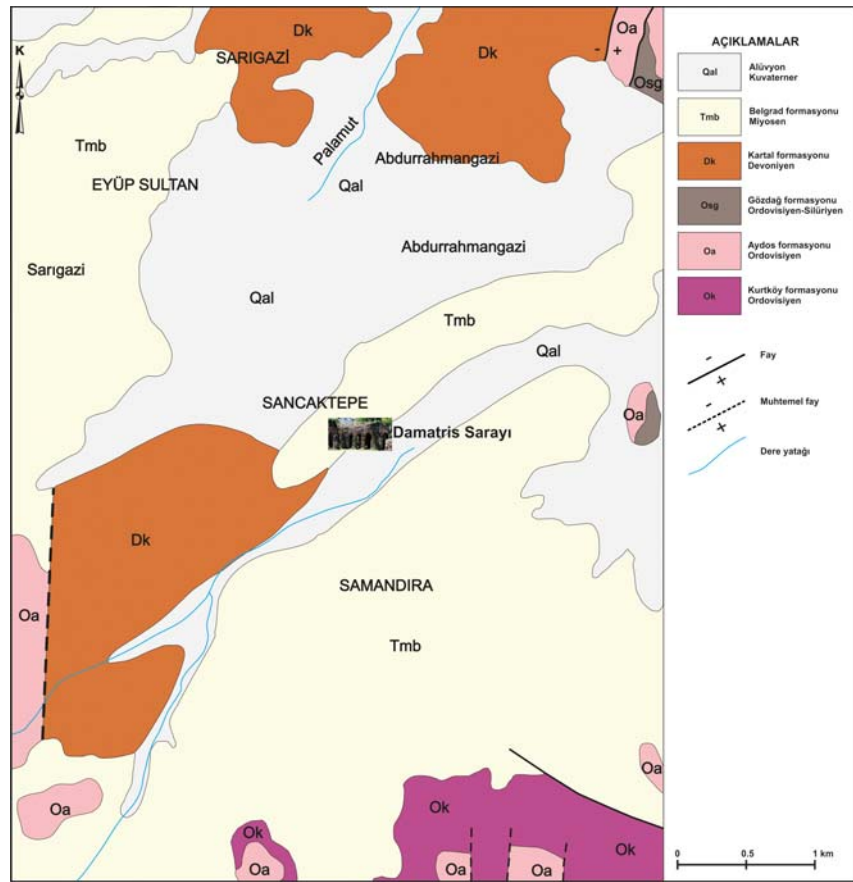 Dk
SARIGAZİ
Dk
Oa
- +
Osg
K
Palamut
Tmb
Abdurrahmangazi
EYÜP SULTAN
Qal
Abdurrahmangazi
Sarıgazi
Qal
Tmb
Qal
SANCAKTEPE
Oa
Damatris Sarayı
Dk
SAMANDIRA
Oa
Tmb
Oa
Oa
Ok
Ok
Ok
Oa
Oa
Oa
AÇIKLAMALAR
Qal
Alüvyon
Kuvaterner
Tmb
Belgrad formasyonu
Miyosen
Dk
Kartal formasyonu
Devoniyen
Osg
Gözdağ formasyonu
Ordovisiyen-Silüriyen
Oa
Aydos formasyonu
Ordovisiyen
Ok
Kurtköy formasyonu
Ordovisiyen
-
Fay
+
-
Muhtemel fay
+
Dere yatağı
0 0.5 1 km